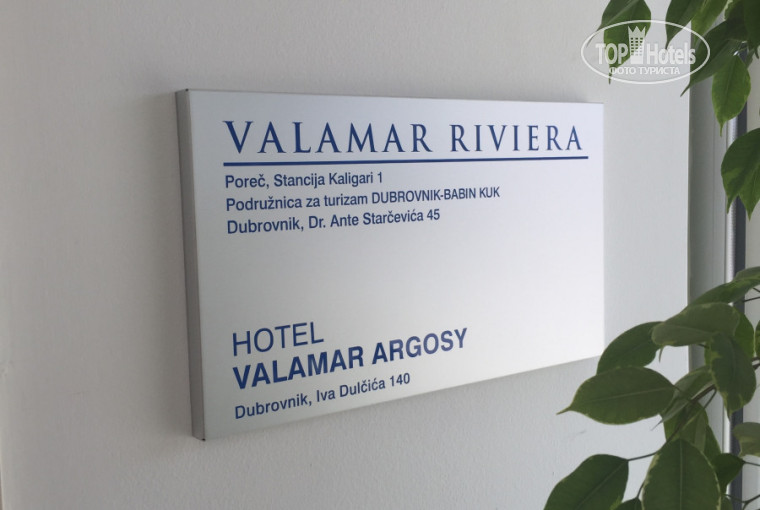 TOP Hotels
ФОТО ТУРИСТА
VALAMAR RIVIERA
Poreč, Stancija Kaligari 1
Podružnica za turizam DUBROVNIK-BABIN KUK
Dubrovnik, Dr. Ante Starčevića 45
HOTEL
VALAMAR ARGOSY
Dubrovnik, Iva Dulčića 140